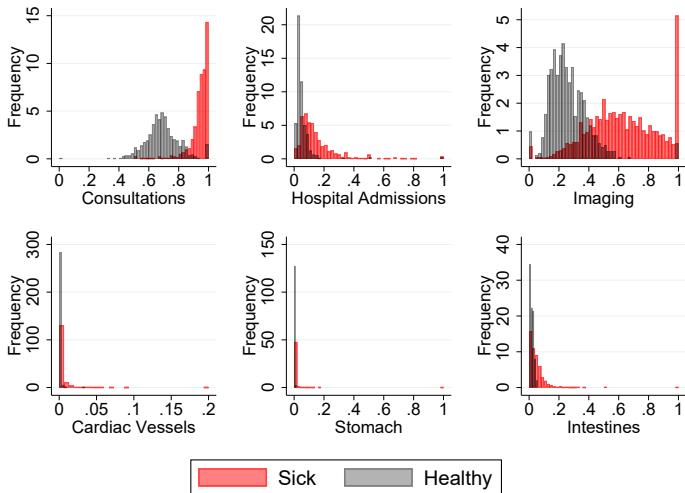 Frequency
15
10
5
0
0 .2 .4 .6 .8 1
Consultations
Frequency
20
15
10
5
0
0 .2 .4 .6 .8 1
Hospital Admissions
Frequency
5
4
3
2
1
0
0 .2 .4 .6 .8 1
Imaging
Frequency
300
200
100
0
0 .05 .1 .15 .2
Cardiac Vessels
Frequency
150
100
50
0
0 .2 .4 .6 .8 1
Stomach
Frequency
40
30
20
10
0
0 .2 .4 .6 .8 1
Intestines
Sick Healthy